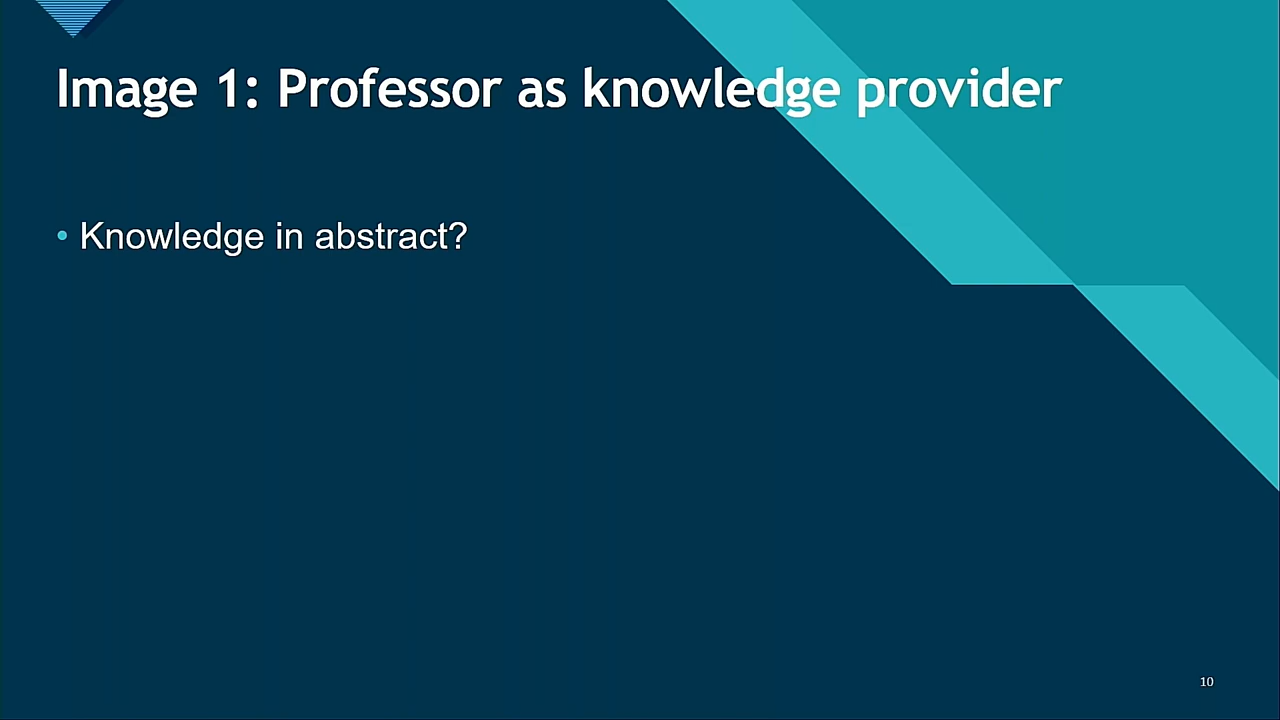 Image 1: Professor as knowledge provider
• Knowledge in abstract?
10